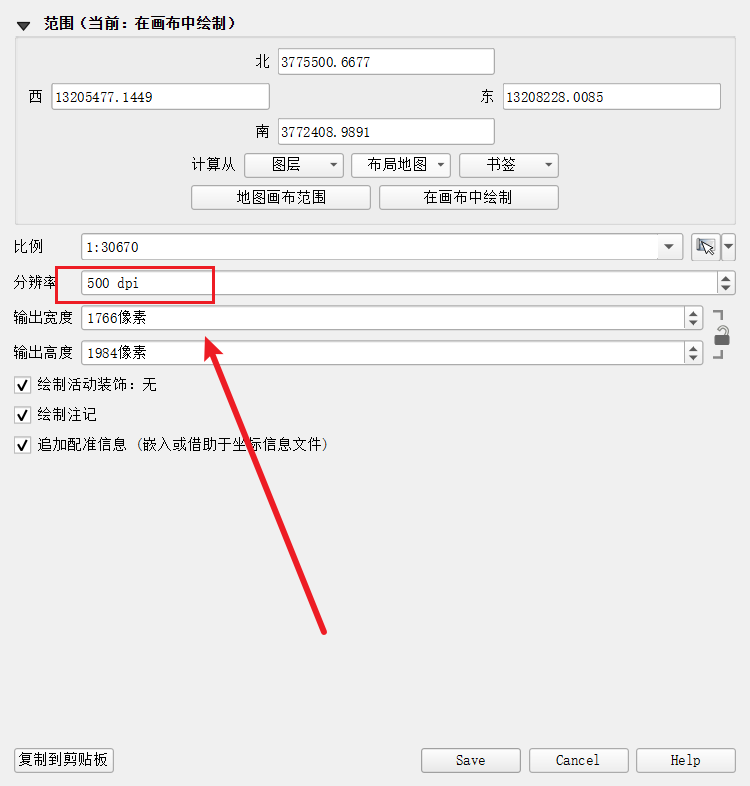 范围(当前:在画布中绘制)
北 3775500.6677
西 13205477.1449 东 13208228.0085
南 3772408.9891
计算从 图层 布局地图 书签
地图画布范围 在画布中绘制
比例 1:30670
分辨率 500 dpi
输出宽度 1766像素
输出高度 1984像素
绘制活动装饰:无
绘制注记
追加配准信息 (嵌入或借助于坐标信息文件)
复制到剪贴板 Save Cancel Help